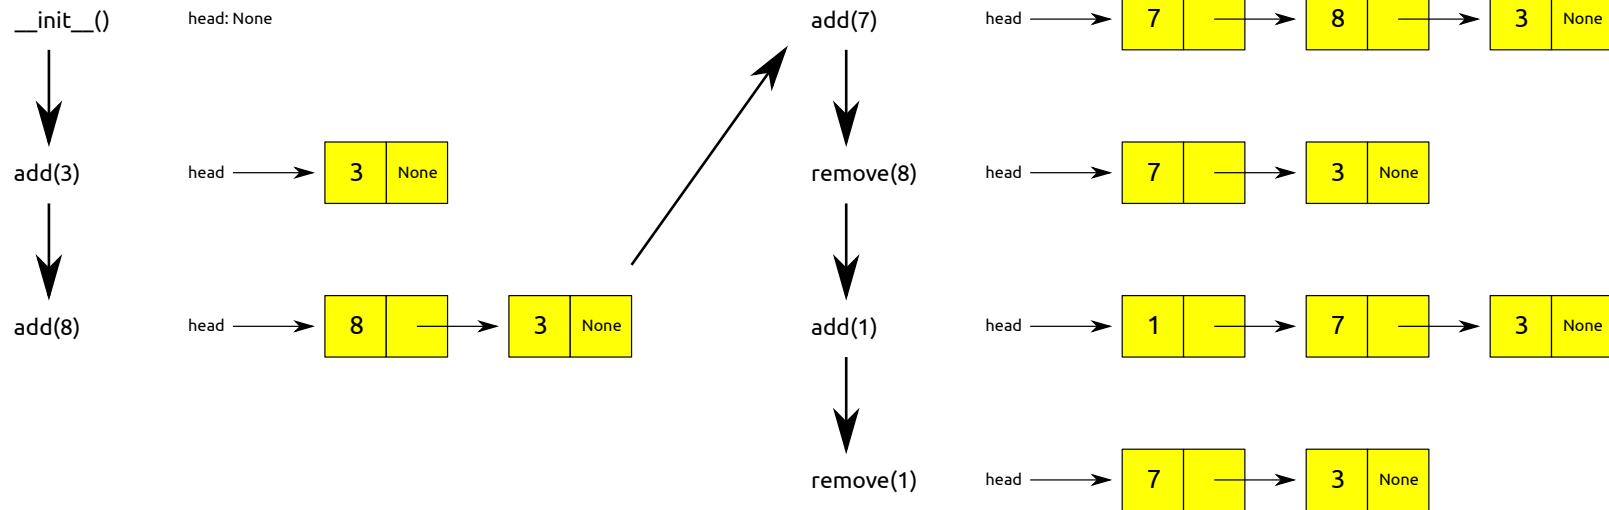 __init__() head: None
add(3) head 3 None
add(8) head 8 3 None
add(7) head 7 8 3 None
remove(8) head 7 3 None
add(1) head 1 7 3 None
remove(1) head 7 3 None